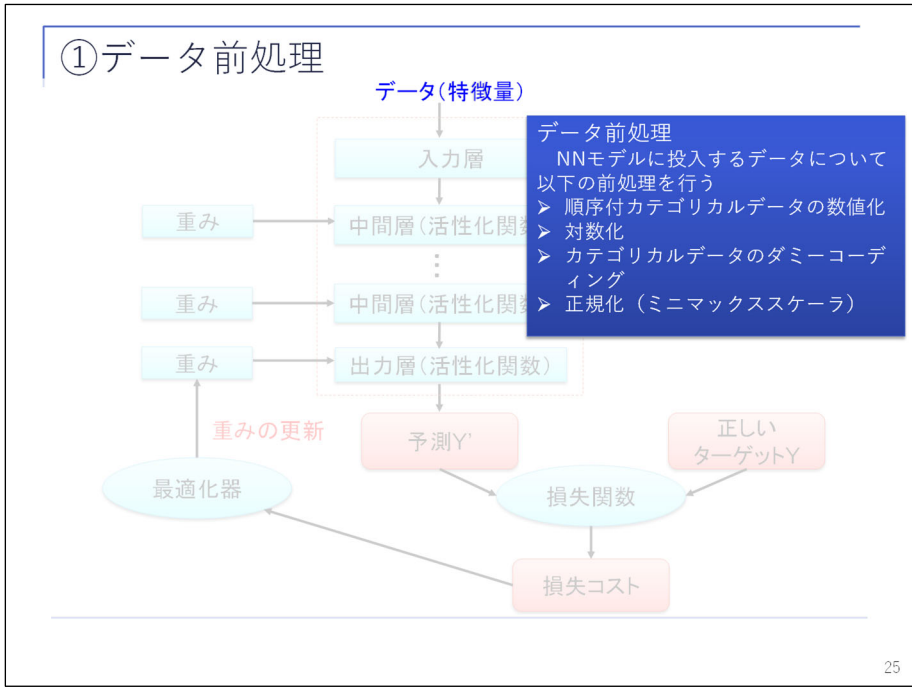 ①データ前処理
データ(特徴量)
入力層
重み
中間層(活性化関数
重み
中間層(活性化関数
重み
出力層(活性化関数)
重みの更新
予測Y'
正しい
ターゲットY
最適化器
損失関数
損失コスト
データ前処理
NNモデルに投入するデータについて
以下の前処理を行う
➢ 順序付カテゴリカルデータの数値化
➢ 対数化
➢ カテゴリカルデータのダミーコーデ
ィング
➢ 正規化（ミニマックススケーラ）
25